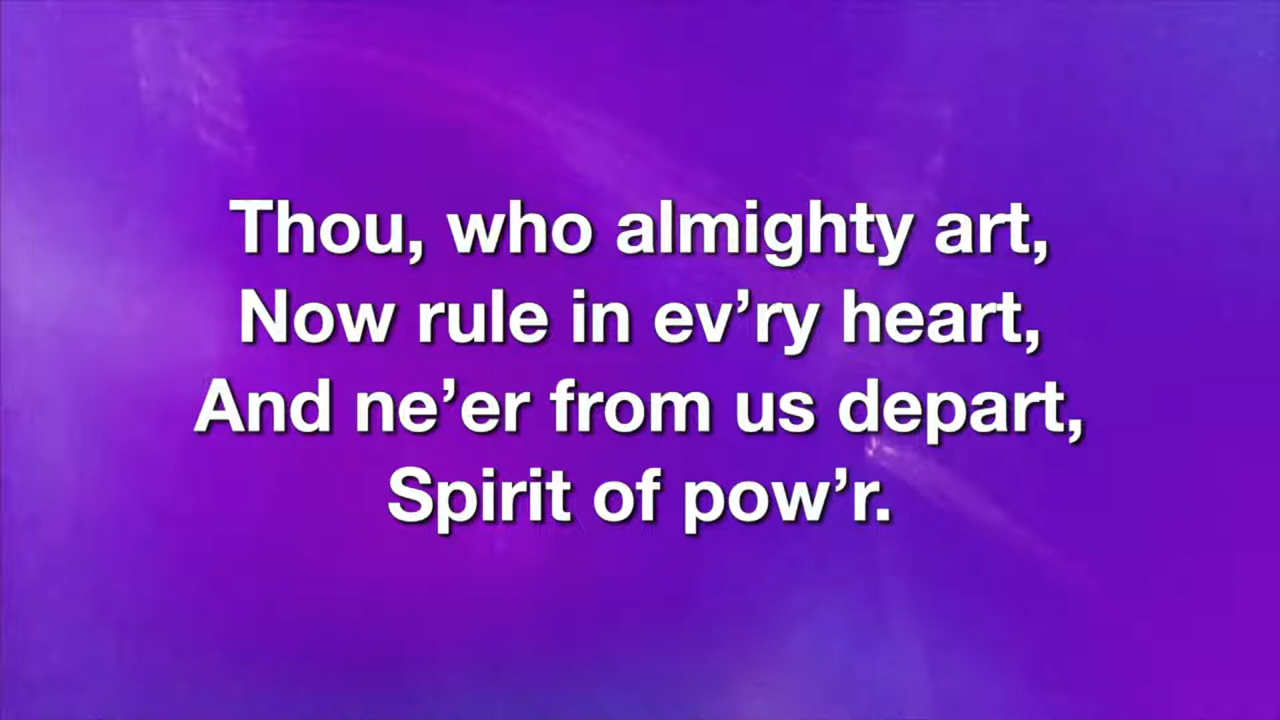 Thou, who almighty art,
Now rule in ev’ry heart,
And ne’er from us depart,
Spirit of pow’r.